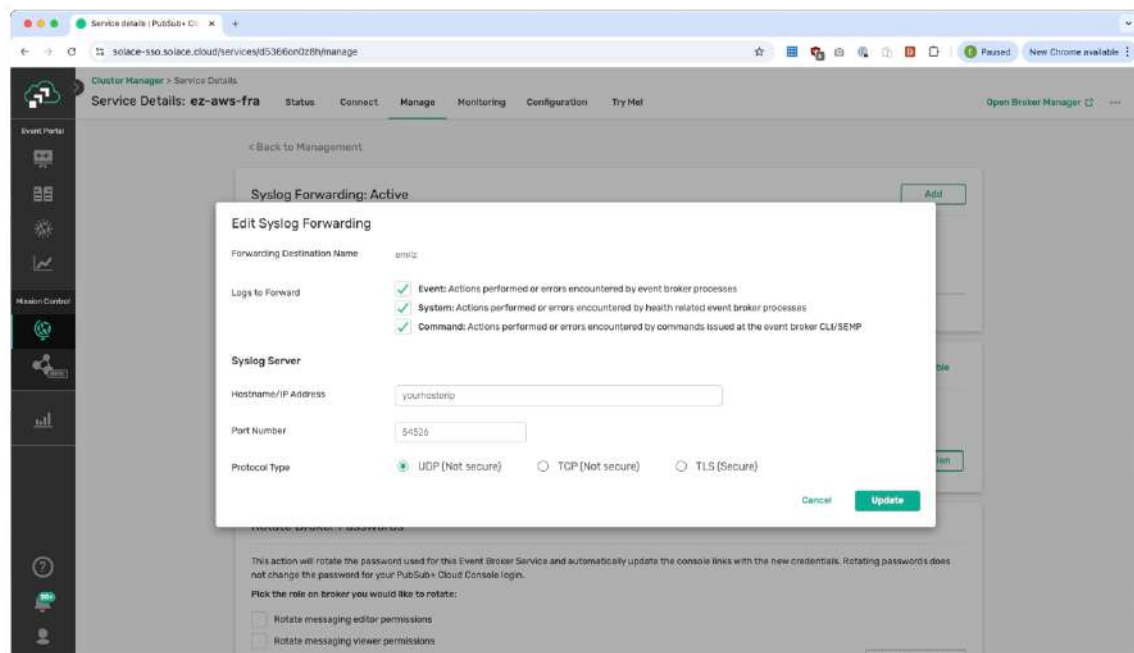 Service details | PubSub+ Cl
solace-sso.solace.cloud/services/d5366on0z8h/manage
Paused
New Chrome available
Cluster Manager > Service Details
Service Details: ez-aws-fra
Status
Connect
Manage
Monitoring
Configuration
Try Me!
Open Broker Manager
Event Portal
< Back to Management
Syslog Forwarding: Active
Add
Edit Syslog Forwarding
Forwarding Destination Name
emilz
Logs to Forward
Event: Actions performed or errors encountered by event broker processes
System: Actions performed or errors encountered by health related event broker processes
Mission Control
Command: Actions performed or errors encountered by commands issued at the event broker CLI/SEMP
Syslog Server
ble
Hostname/IP Address
yourhostorip
Port Number
54526
Protocol Type
UDP (Not secure)
TCP (Not secure)
TLS (Secure)
ion
Cancel
Update
Rotate Broker Passwords
This action will rotate the password used for this Event Broker Service and automatically update the console links with the new credentials. Rotating passwords does
not change the password for your PubSub+ Cloud Console login.
Pick the role on broker you would like to rotate:
Rotate messaging editor permissions
Rotate messaging viewer permissions